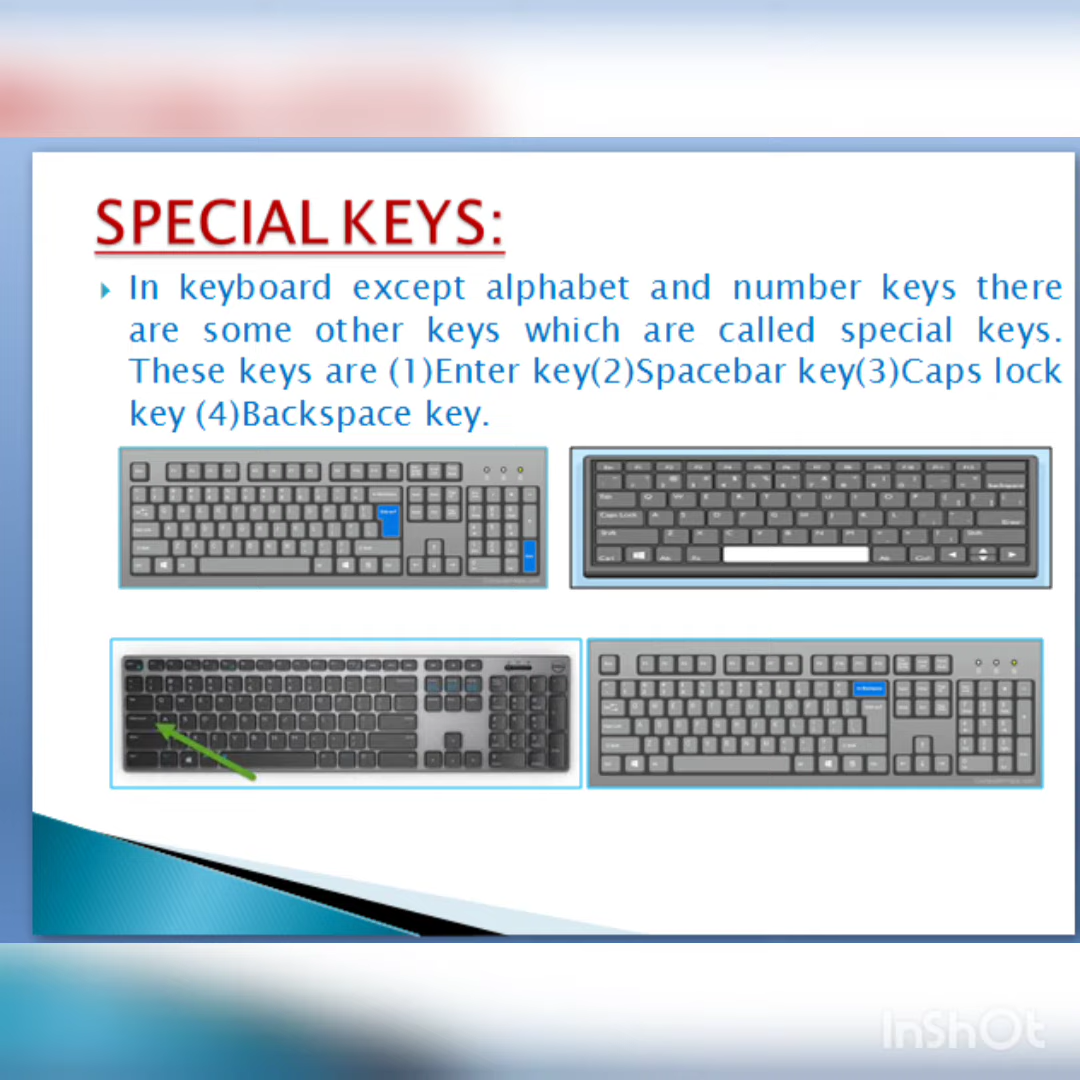 SPECIAL KEYS:
In keyboard except alphabet and number keys there
are some other keys which are called special keys.
These keys are (1)Enter key(2)Spacebar key(3)Caps lock
key (4)Backspace key.
InShOt